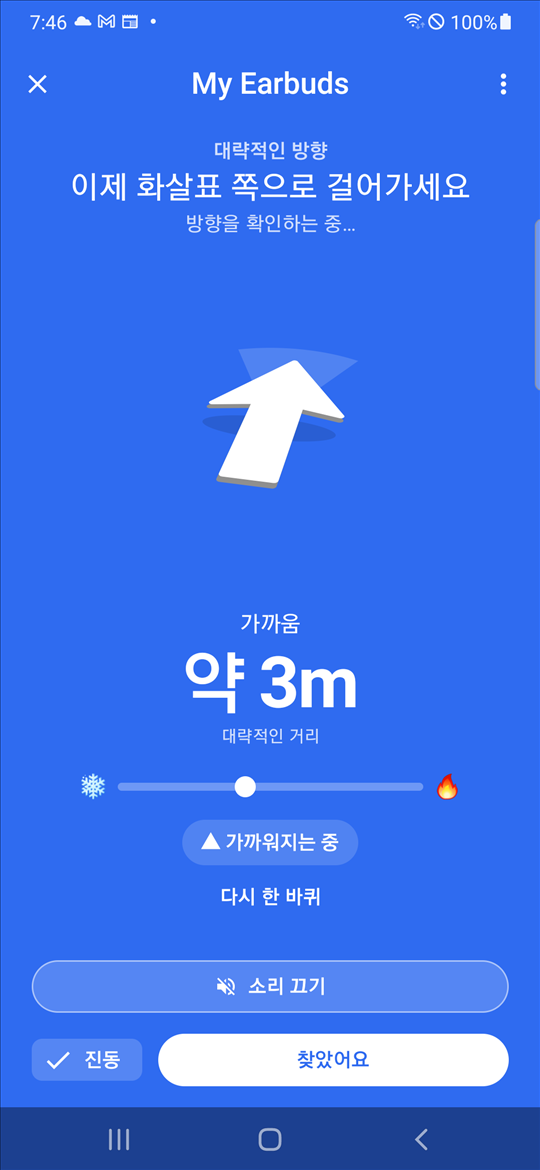 7:46
100%
My Earbuds
대략적인 방향
이제 화살표 쪽으로 걸어가세요
방향을 확인하는 중...
가까움
약 3m
대략적인 거리
▲ 가까워지는 중
다시 한 바퀴
소리 끄기
진동
찾았어요